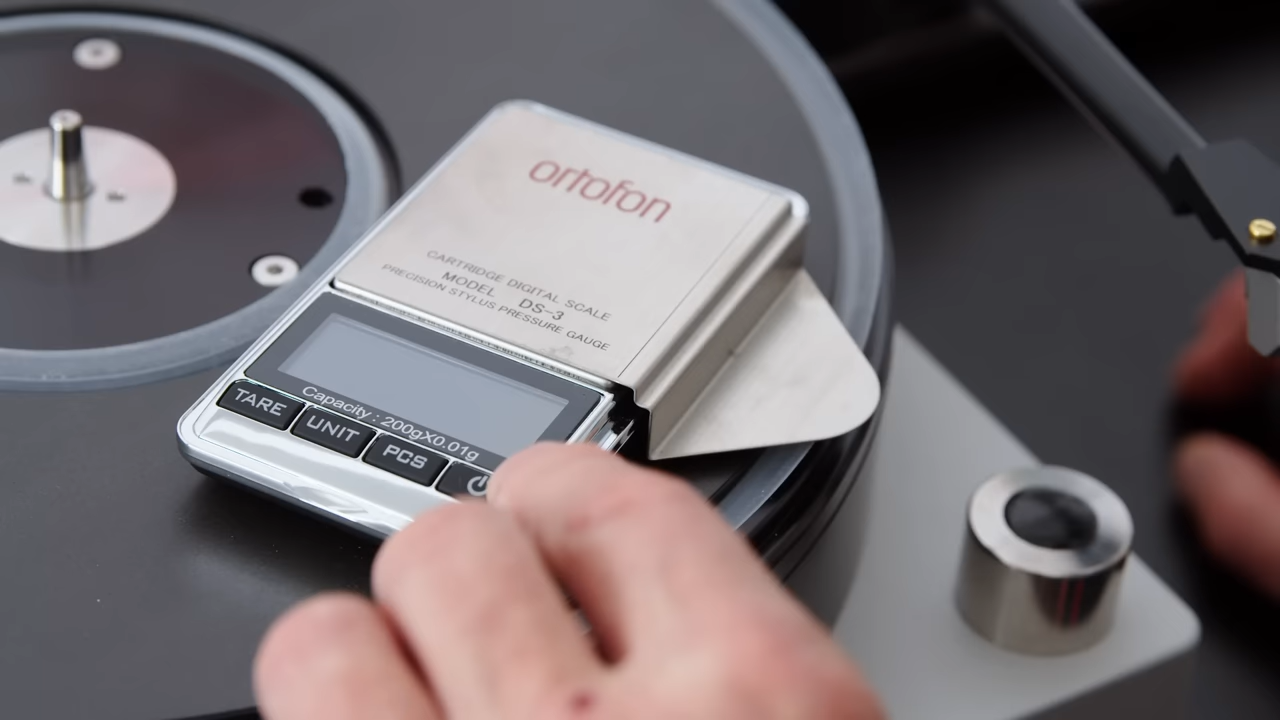 ortofon
CARTRIDGE DIGITAL SCALE
MODEL DS-3
PRECISION STYLUS PRESSURE GAUGE
Capacity : 200gX0.01g
TARE
UNIT
PCS